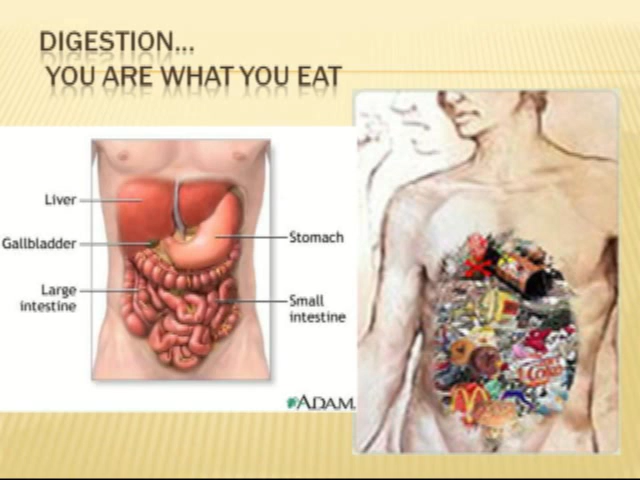 DIGESTION...
YOU ARE WHAT YOU EAT
Liver
Gallbladder
Large
intestine
Stomach
Small
intestine
ADAM.
Coke